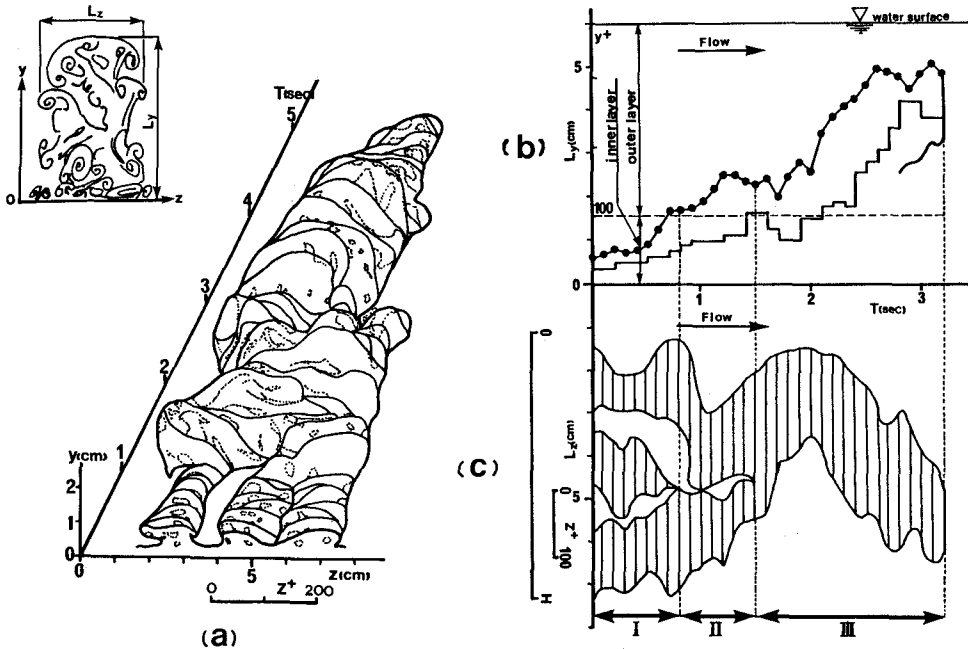 Lz
y
Ly
0
z
T(sec)
5
4
3
2
1
y(cm)
2
1
0
0
5
z(cm)
0 z+ 200
(a)
water surface
y+
Flow
5
(b)
Ly(cm)
inner layer
outer layer
100
0
1
2
3
T(sec)
Flow
0
(c)
Lz(cm)
5
0
z+
100
H
I
II
III